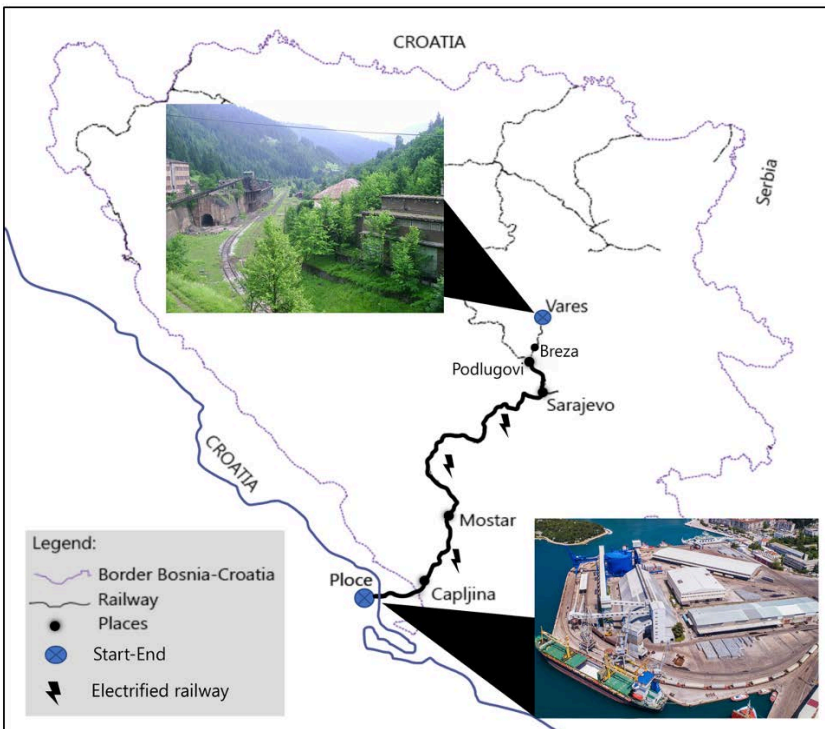 CROATIA
Serbia
Vares
Breza
Podlugovi
Sarajevo
CROATIA
Mostar
Ploce
Capljina
Legend:
Border Bosnia-Croatia
Railway
Places
Start-End
Electrified railway